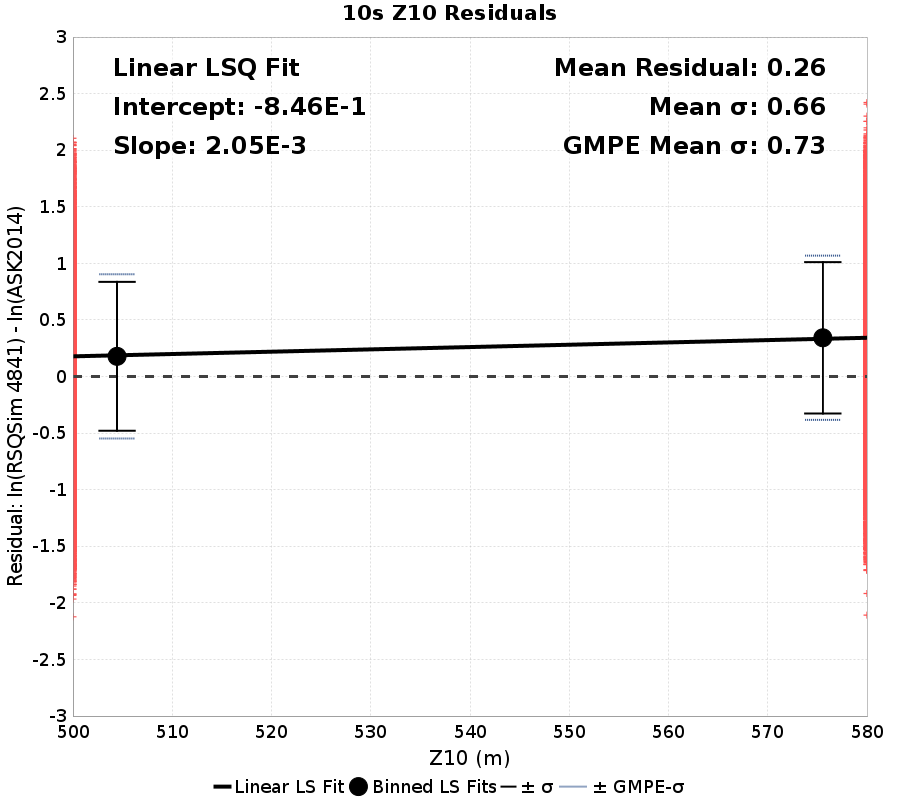 10s Z10 Residuals
Linear LSQ Fit
Intercept: -8.46E-1
Slope: 2.05E-3
Mean Residual: 0.26
Mean σ: 0.66
GMPE Mean σ: 0.73
Residual: ln(RSQSim 4841) - ln(ASK2014)
3
2.5
2
1.5
1
0.5
0
-0.5
-1
-1.5
-2
-2.5
-3
500 510 520 530 540 550 560 570 580
Z10 (m)
Linear LS Fit Binned LS Fits ± σ ± GMPE-σ